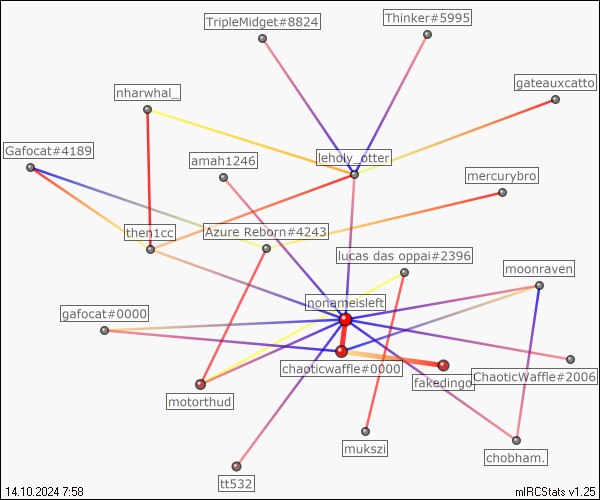 TripleMidget#8824
Thinker#5995
gateauxcatto
nharwhal_
Gafocat#4189
amah1246
leholy_otter
mercurybro
then1cc
Azure Reborn#4243
lucas das oppai#2396
moonraven
nonameisleft
gafocat#0000
chaoticwaffle#0000
fakedingo
ChaoticWaffle#2006
motorthud
mukszi
chobham.
tt532
14.10.2024 7:58
mIRCStats v1.25